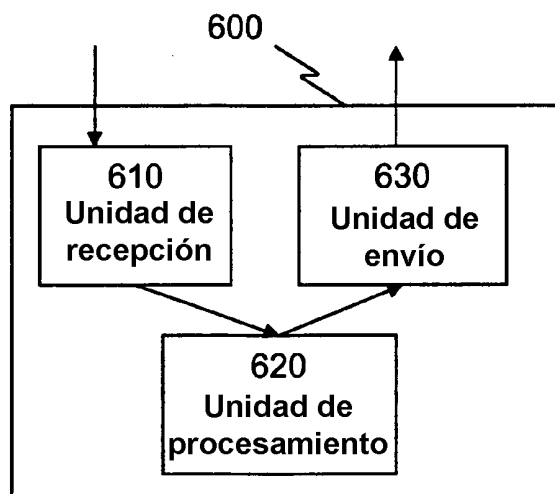 600
610
Unidad de
recepción
630
Unidad de
envío
620
Unidad de
procesamiento